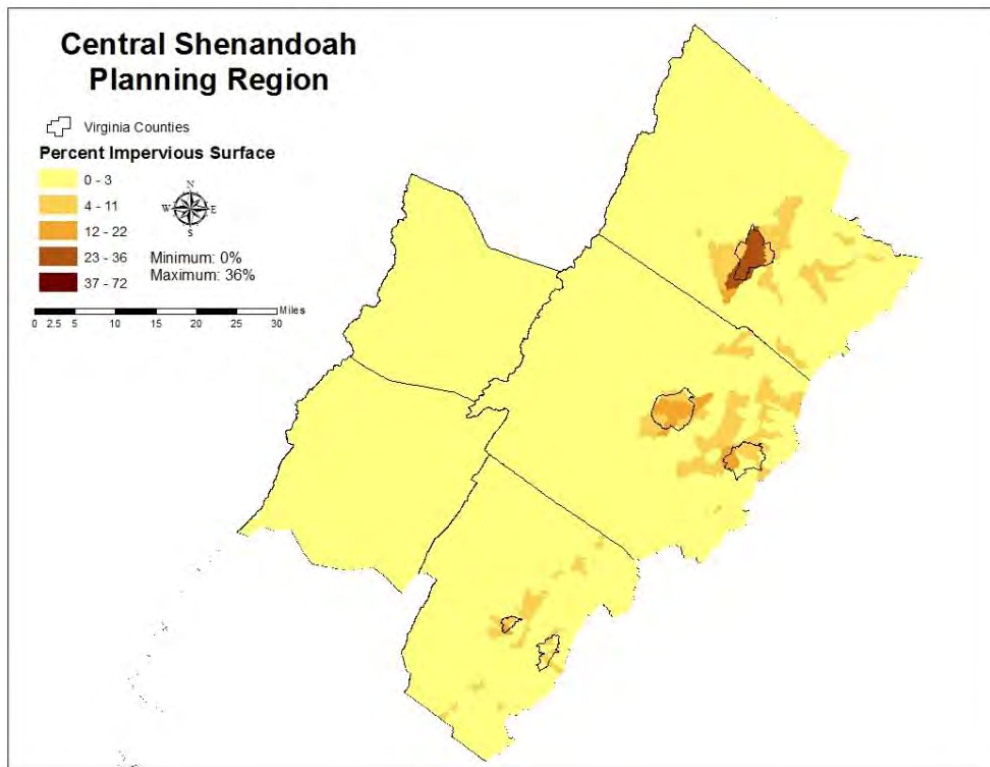 Central Shenandoah
Planning Region
Virginia Counties
Percent Impervious Surface
0 - 3
4 - 11
12 - 22
23 - 36
37 - 72
N
W E
S
Minimum: 0%
Maximum: 36%
Miles
0 2.5 5 10 15 20 25 30